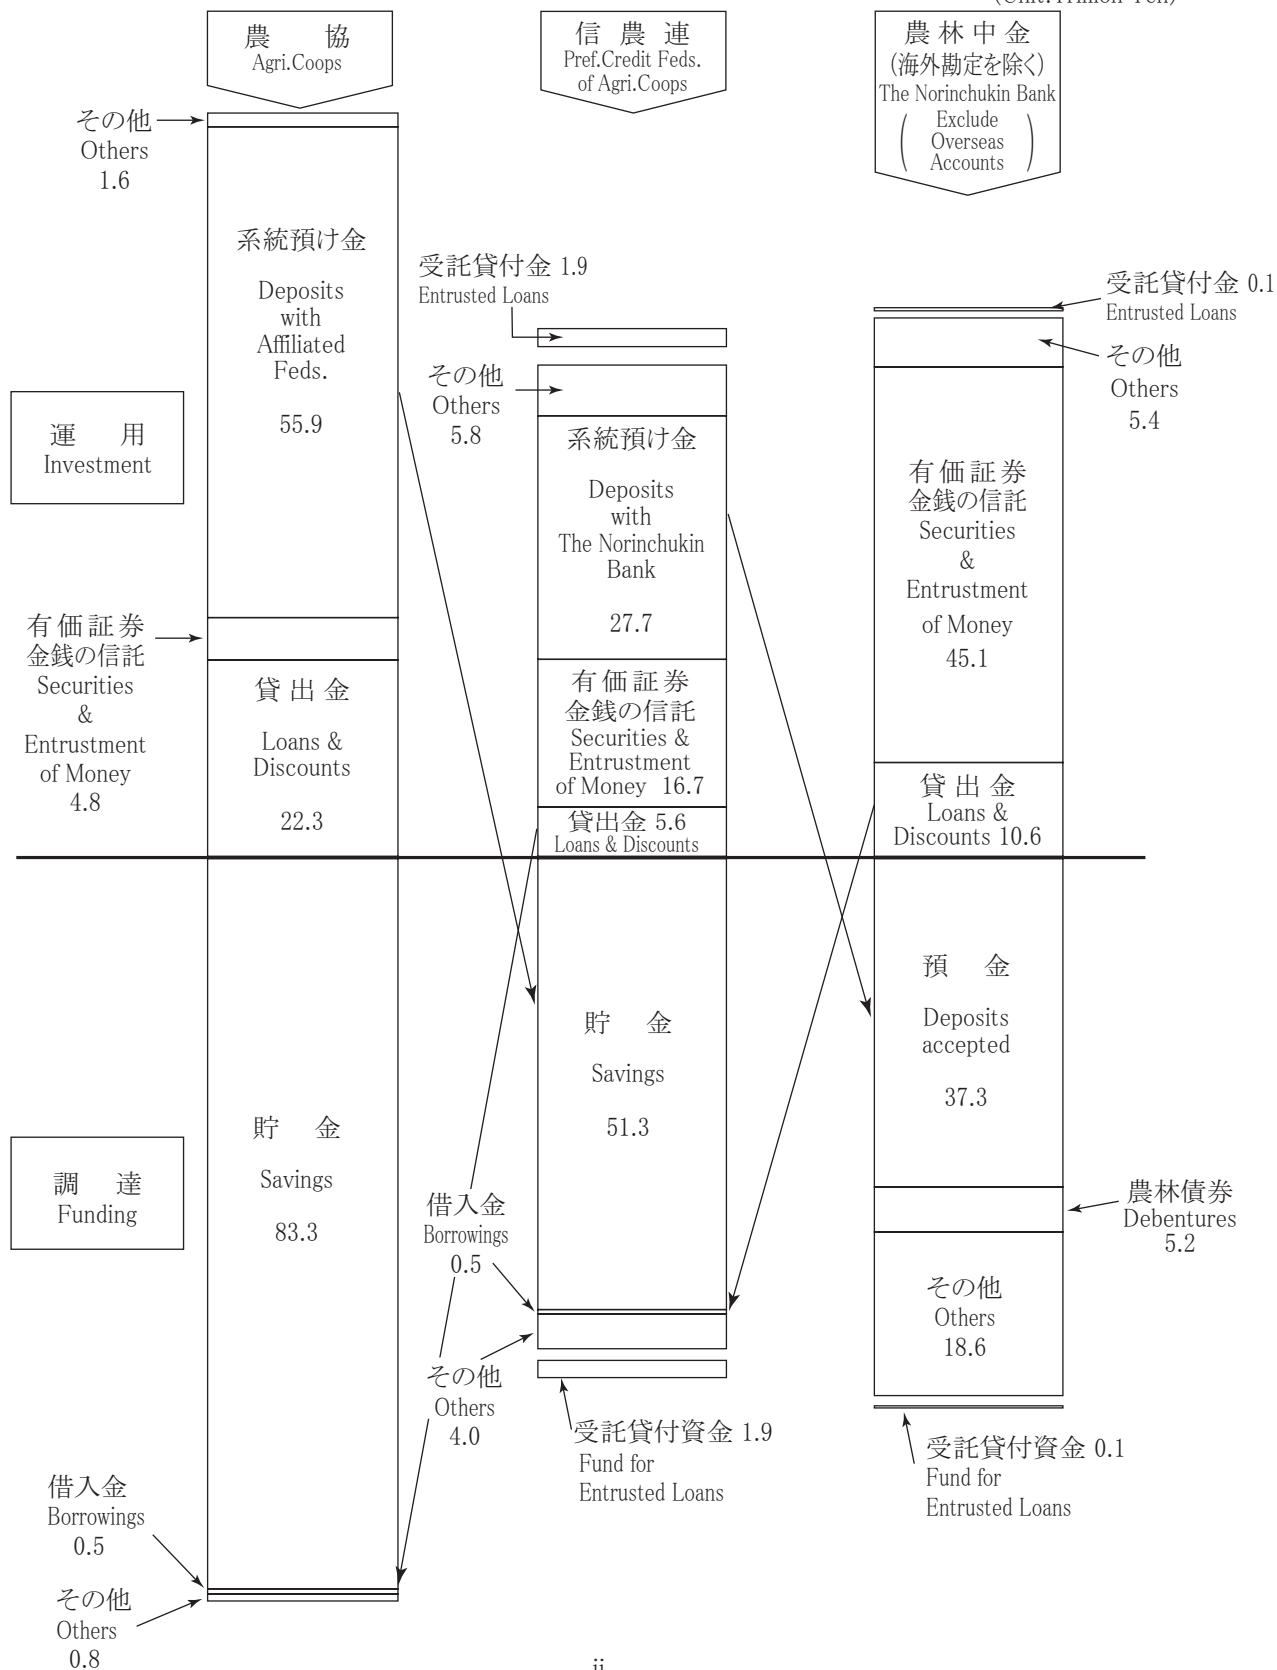 (Unit:Trillion Yen)
農 協
Agri.Coops
信 農 連
Pref.Credit Feds.
of Agri.Coops
農 林 中 金
(海外勘定を除く)
The Norinchukin Bank
( Exclude
Overseas
Accounts )
運 用
Investment
調 達
Funding
その他
Others
1.6
系統預け金
Deposits
with
Affiliated
Feds.
55.9
有価証券
金銭の信託
Securities
&
Entrustment
of Money
4.8
貸 出 金
Loans &
Discounts
22.3
貯 金
Savings
83.3
借入金
Borrowings
0.5
その他
Others
0.8
受託貸付金 1.9
Entrusted Loans
その他
Others
5.8
系統預け金
Deposits
with
The Norinchukin
Bank
27.7
有価証券
金銭の信託
Securities &
Entrustment
of Money 16.7
貸出金 5.6
Loans & Discounts
貯 金
Savings
51.3
借入金
Borrowings
0.5
その他
Others
4.0
受託貸付資金 1.9
Fund for
Entrusted Loans
受託貸付金 0.1
Entrusted Loans
その他
Others
5.4
有価証券
金銭の信託
Securities
&
Entrustment
of Money
45.1
貸 出 金
Loans &
Discounts 10.6
預 金
Deposits
accepted
37.3
農林債券
Debentures
5.2
その他
Others
18.6
受託貸付資金 0.1
Fund for
Entrusted Loans
ii